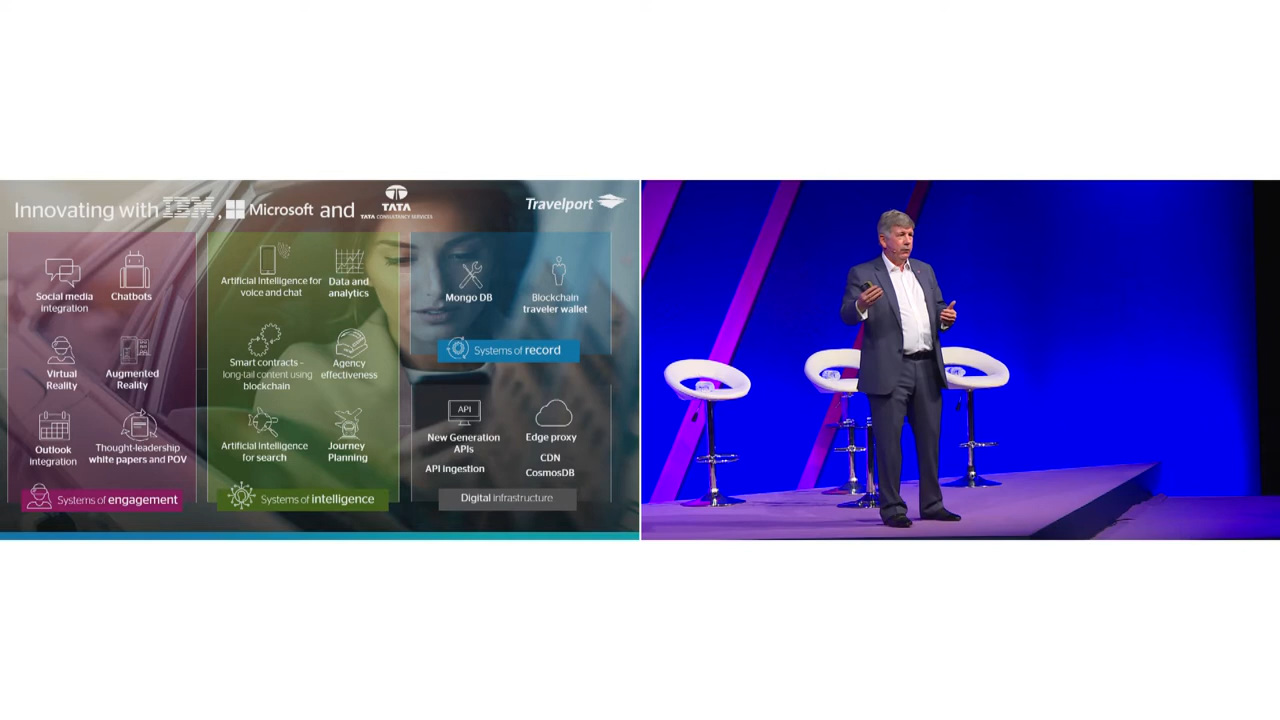 Innovating with IBM, Microsoft and TATA
TATA CONSULTANCY SERVICES
Travelport
Social media
integration
Chatbots
Virtual
Reality
Augmented
Reality
Outlook
integration
Thought-leadership
white papers and POV
Systems of engagement
Artificial Intelligence for
voice and chat
Data and
analytics
Smart contracts –
long-tail content using
blockchain
Agency
effectiveness
Artificial Intelligence
for search
Journey
Planning
Systems of intelligence
Mongo DB
Blockchain
traveler wallet
Systems of record
API
New Generation
APIs
API ingestion
Edge proxy
CDN
CosmosDB
Digital infrastructure